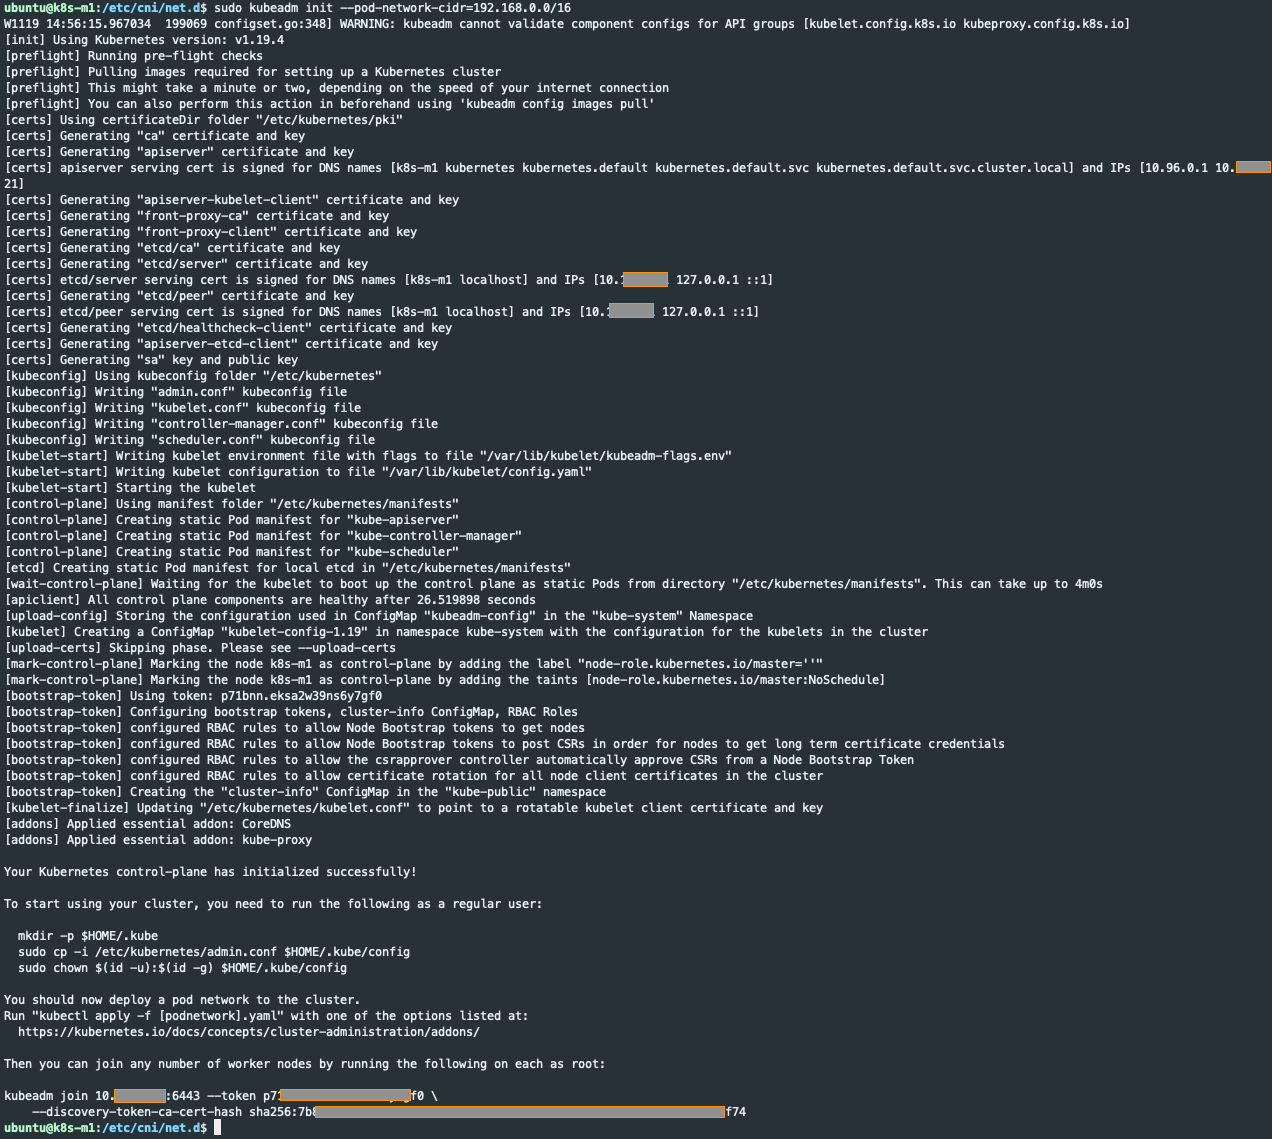 ubuntu@k8s-m1:/etc/cni/net.d$ sudo kubeadm init --pod-network-cidr=192.168.0.0/16
W1119 14:56:15.967034  199069 configset.go:348] WARNING: kubeadm cannot validate component configs for API groups [kubelet.config.k8s.io kubeproxy.config.k8s.io]
[init] Using Kubernetes version: v1.19.4
[preflight] Running pre-flight checks
[preflight] Pulling images required for setting up a Kubernetes cluster
[preflight] This might take a minute or two, depending on the speed of your internet connection
[preflight] You can also perform this action in beforehand using 'kubeadm config images pull'
[certs] Using certificateDir folder "/etc/kubernetes/pki"
[certs] Generating "ca" certificate and key
[certs] Generating "apiserver" certificate and key
[certs] apiserver serving cert is signed for DNS names [k8s-m1 kubernetes kubernetes.default kubernetes.default.svc kubernetes.default.svc.cluster.local] and IPs [10.96.0.1 10.
21]
[certs] Generating "apiserver-kubelet-client" certificate and key
[certs] Generating "front-proxy-ca" certificate and key
[certs] Generating "front-proxy-client" certificate and key
[certs] Generating "etcd/ca" certificate and key
[certs] Generating "etcd/server" certificate and key
[certs] etcd/server serving cert is signed for DNS names [k8s-m1 localhost] and IPs [10. 127.0.0.1 ::1]
[certs] Generating "etcd/peer" certificate and key
[certs] etcd/peer serving cert is signed for DNS names [k8s-m1 localhost] and IPs [10. 127.0.0.1 ::1]
[certs] Generating "etcd/healthcheck-client" certificate and key
[certs] Generating "apiserver-etcd-client" certificate and key
[certs] Generating "sa" key and public key
[kubeconfig] Using kubeconfig folder "/etc/kubernetes"
[kubeconfig] Writing "admin.conf" kubeconfig file
[kubeconfig] Writing "kubelet.conf" kubeconfig file
[kubeconfig] Writing "controller-manager.conf" kubeconfig file
[kubeconfig] Writing "scheduler.conf" kubeconfig file
[kubelet-start] Writing kubelet environment file with flags to file "/var/lib/kubelet/kubeadm-flags.env"
[kubelet-start] Writing kubelet configuration to file "/var/lib/kubelet/config.yaml"
[kubelet-start] Starting the kubelet
[control-plane] Using manifest folder "/etc/kubernetes/manifests"
[control-plane] Creating static Pod manifest for "kube-apiserver"
[control-plane] Creating static Pod manifest for "kube-controller-manager"
[control-plane] Creating static Pod manifest for "kube-scheduler"
[etcd] Creating static Pod manifest for local etcd in "/etc/kubernetes/manifests"
[wait-control-plane] Waiting for the kubelet to boot up the control plane as static Pods from directory "/etc/kubernetes/manifests". This can take up to 4m0s
[apiclient] All control plane components are healthy after 26.519898 seconds
[upload-config] Storing the configuration used in ConfigMap "kubeadm-config" in the "kube-system" Namespace
[kubelet] Creating a ConfigMap "kubelet-config-1.19" in namespace kube-system with the configuration for the kubelets in the cluster
[upload-certs] Skipping phase. Please see --upload-certs
[mark-control-plane] Marking the node k8s-m1 as control-plane by adding the label "node-role.kubernetes.io/master=''"
[mark-control-plane] Marking the node k8s-m1 as control-plane by adding the taints [node-role.kubernetes.io/master:NoSchedule]
[bootstrap-token] Using token: p71bnn.eksa2w39ns6y7gf0
[bootstrap-token] Configuring bootstrap tokens, cluster-info ConfigMap, RBAC Roles
[bootstrap-token] configured RBAC rules to allow Node Bootstrap tokens to get nodes
[bootstrap-token] configured RBAC rules to allow Node Bootstrap tokens to post CSRs in order for nodes to get long term certificate credentials
[bootstrap-token] configured RBAC rules to allow the csrapprover controller automatically approve CSRs from a Node Bootstrap Token
[bootstrap-token] configured RBAC rules to allow certificate rotation for all node client certificates in the cluster
[bootstrap-token] Creating the "cluster-info" ConfigMap in the "kube-public" namespace
[kubelet-finalize] Updating "/etc/kubernetes/kubelet.conf" to point to a rotatable kubelet client certificate and key
[addons] Applied essential addon: CoreDNS
[addons] Applied essential addon: kube-proxy

Your Kubernetes control-plane has initialized successfully!

To start using your cluster, you need to run the following as a regular user:

  mkdir -p $HOME/.kube
  sudo cp -i /etc/kubernetes/admin.conf $HOME/.kube/config
  sudo chown $(id -u):$(id -g) $HOME/.kube/config

You should now deploy a pod network to the cluster.
Run "kubectl apply -f [podnetwork].yaml" with one of the options listed at:
  https://kubernetes.io/docs/concepts/cluster-administration/addons/

Then you can join any number of worker nodes by running the following on each as root:

kubeadm join 10. :6443 --token p7 f0 \
    --discovery-token-ca-cert-hash sha256:7b f74
ubuntu@k8s-m1:/etc/cni/net.d$